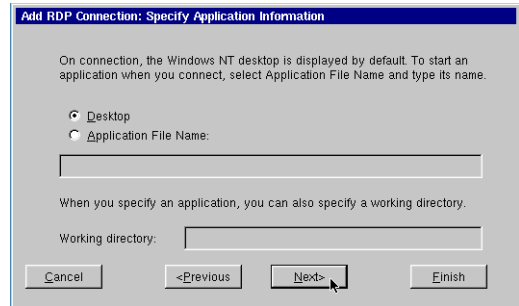 Add RDP Connection: Specify Application Information
On connection, the Windows NT desktop is displayed by default. To start an
application when you connect, select Application File Name and type its name.
Desktop
Application File Name:
When you specify an application, you can also specify a working directory.
Working directory:
Cancel
<Previous
Next>
Finish